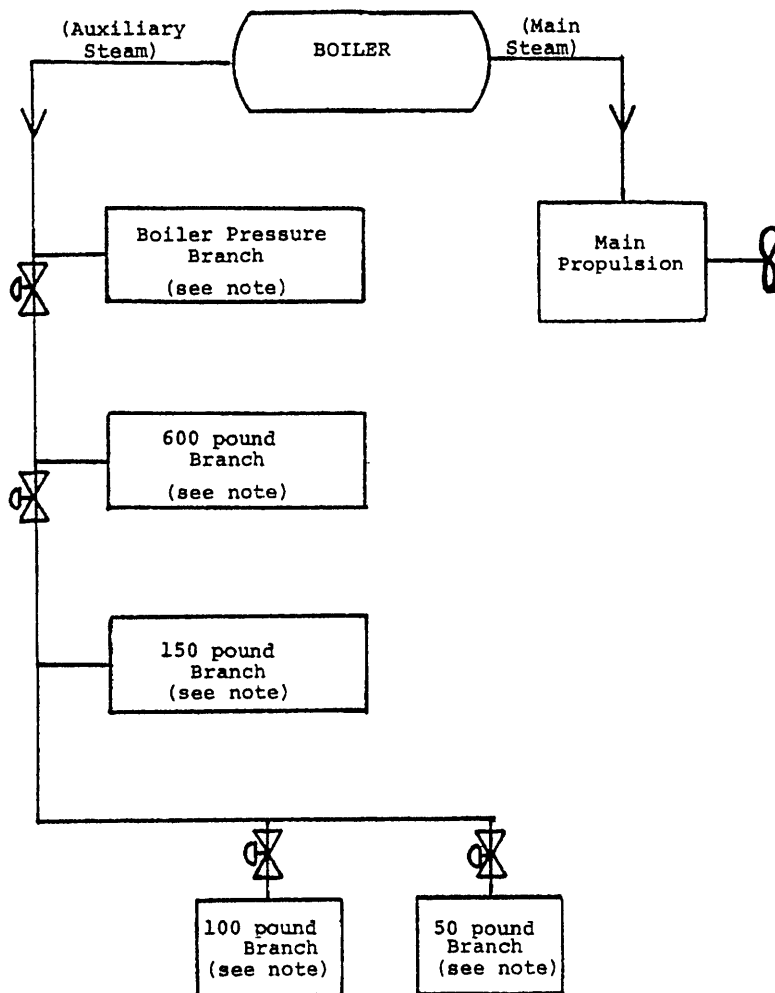 (Auxiliary
Steam)
BOILER
(Main
Steam)
Boiler Pressure
Branch
(see note)
Main
Propulsion
600 pound
Branch
(see note)
150 pound
Branch
(see note)
100 pound
Branch
(see note)
50 pound
Branch
(see note)